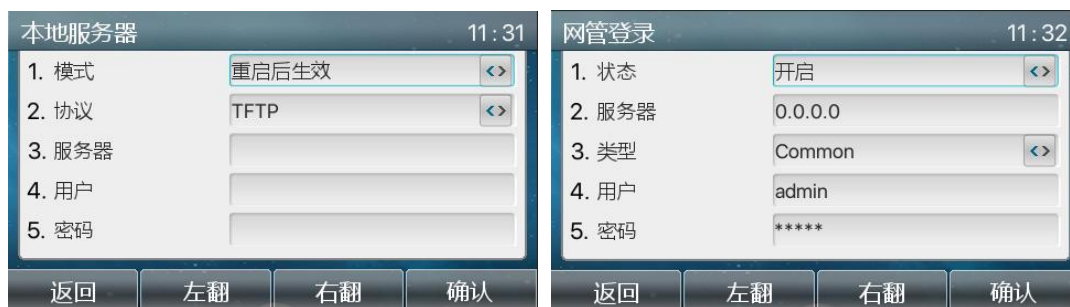 本地服务器 11:31
1. 模式 重启后生效 <>
2. 协议 TFTP <>
3. 服务器
4. 用户
5. 密码
返回 左翻 右翻 确认
网管登录 11:32
1. 状态 开启 <>
2. 服务器 0.0.0.0
3. 类型 Common <>
4. 用户 admin
5. 密码 *****
返回 左翻 右翻 确认